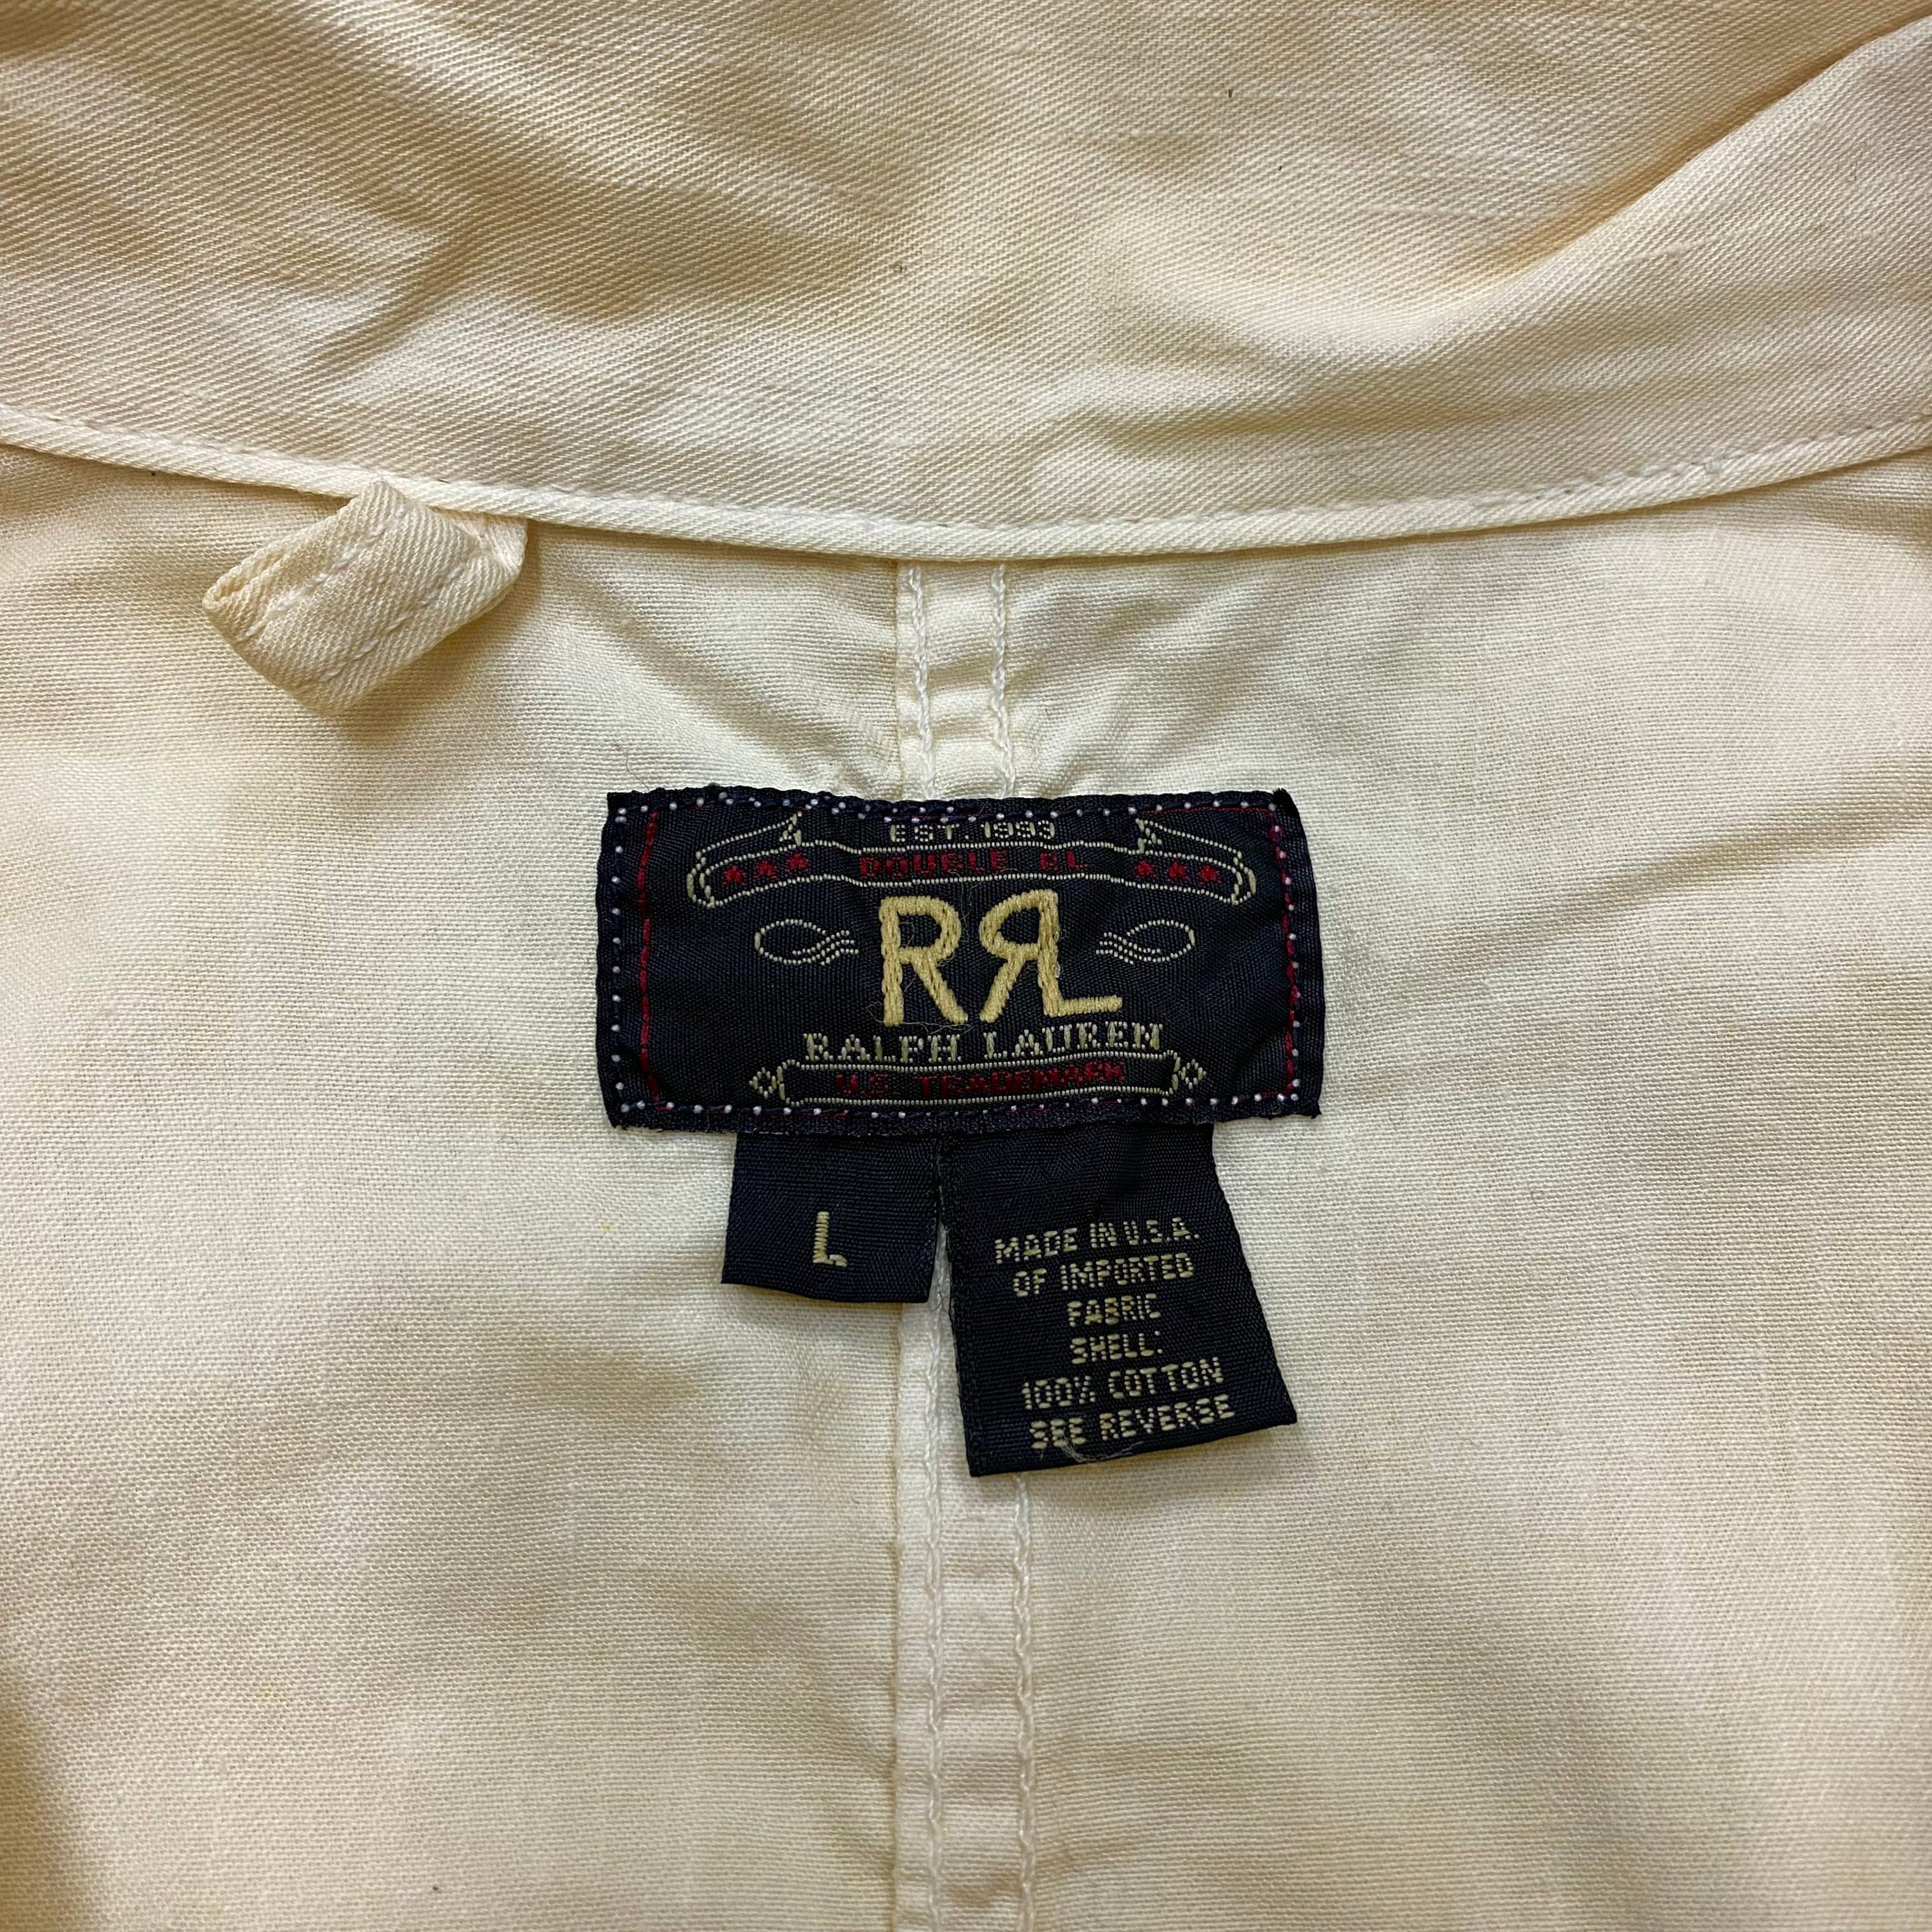 EST. 1993
DOUBLE RL
RRL
RALPH LAUREN
U.S. TRADEMARK
L
MADE IN U.S.A.
OF IMPORTED
FABRIC
SHELL:
100% COTTON
SEE REVERSE